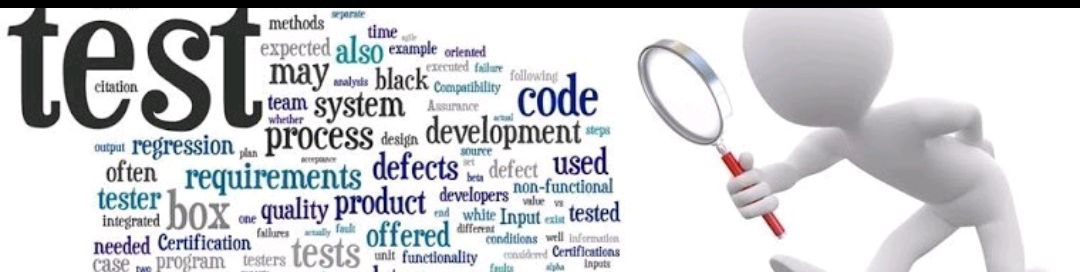 test
separate
methods
time
agile
expected also example oriented
executed failure
may analysis black Compatibility following
citation
code
team system Assurance
whether
actual
process design development steps
output regression plan
source
acceptance
often
defects set defect used
requirements
beta
non-functional
tester
developers
value vs
integrated box one quality product end white Input exist tested
failures actually fault offered different
needed Certification
conditions well information
case two program testers tests unit functionality considered Certifications
faults alpha inputs